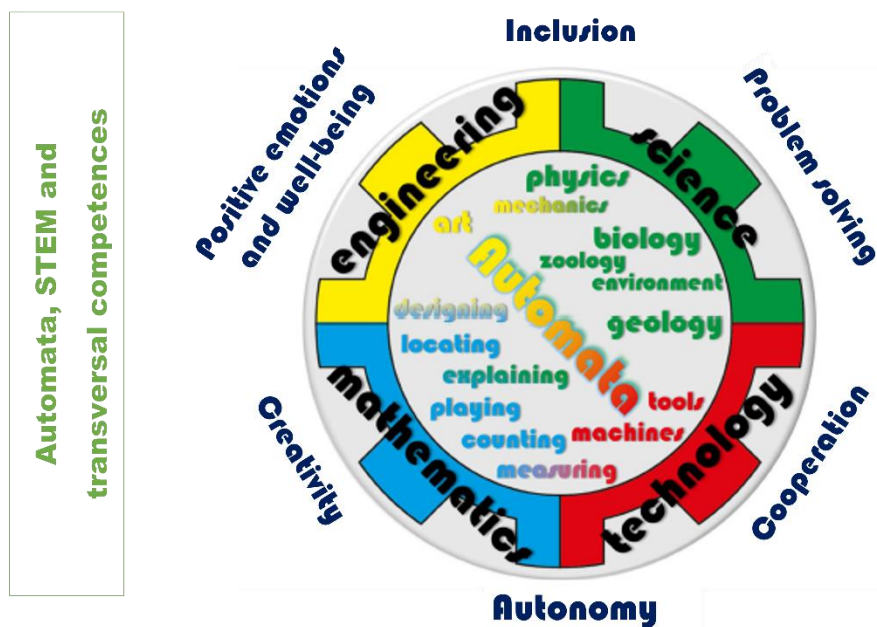 Automata, STEM and
transversal competences
Inclusion
Positive emotions
and well-being
Problem solving
engineering
science
physics
mechanics
art
biology
zoology
environment
Automata
designing
geology
locating
explaining
playing
tools
counting
machines
measuring
mathematics
technology
Creativity
Cooperation
Autonomy